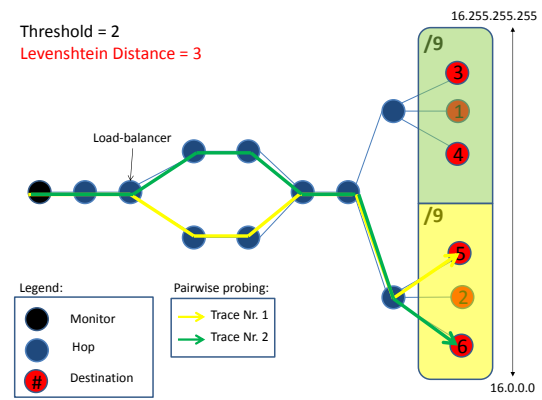 16.255.255.255
Threshold = 2
Levenshtein Distance = 3
/9
3
1
4
Load-balancer
/9
5
2
6
Legend:
Monitor
Hop
# Destination
Pairwise probing:
Trace Nr. 1
Trace Nr. 2
16.0.0.0